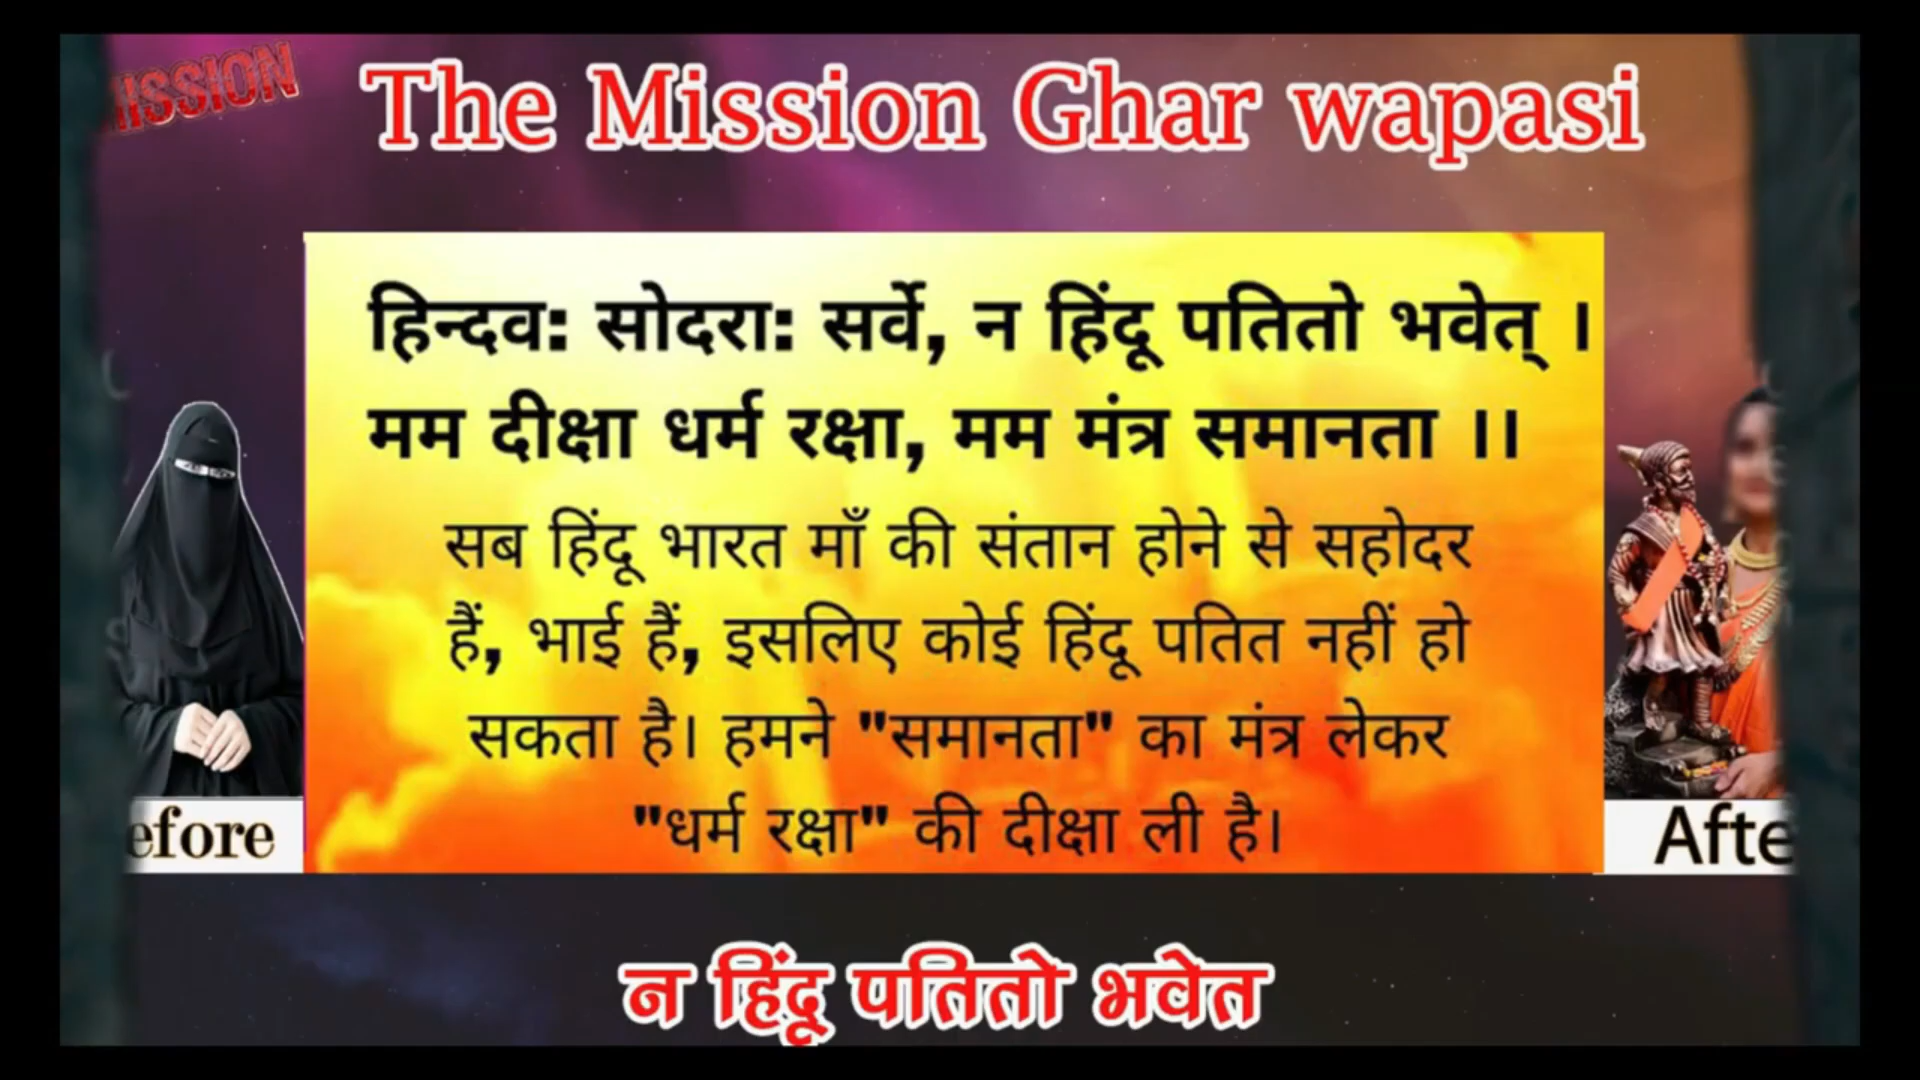 MISSION
The Mission Ghar wapasi
हिन्दव: सोदरा: सर्वे, न हिंदू पतितो भवेत् ।
मम दीक्षा धर्म रक्षा, मम मंत्र समानता ।।
सब हिंदू भारत माँ की संतान होने से सहोदर
हैं, भाई हैं, इसलिए कोई हिंदू पतित नहीं हो
सकता है। हमने "समानता" का मंत्र लेकर
"धर्म रक्षा" की दीक्षा ली है।
efore
Afte
न हिंदू पतितो भवेत